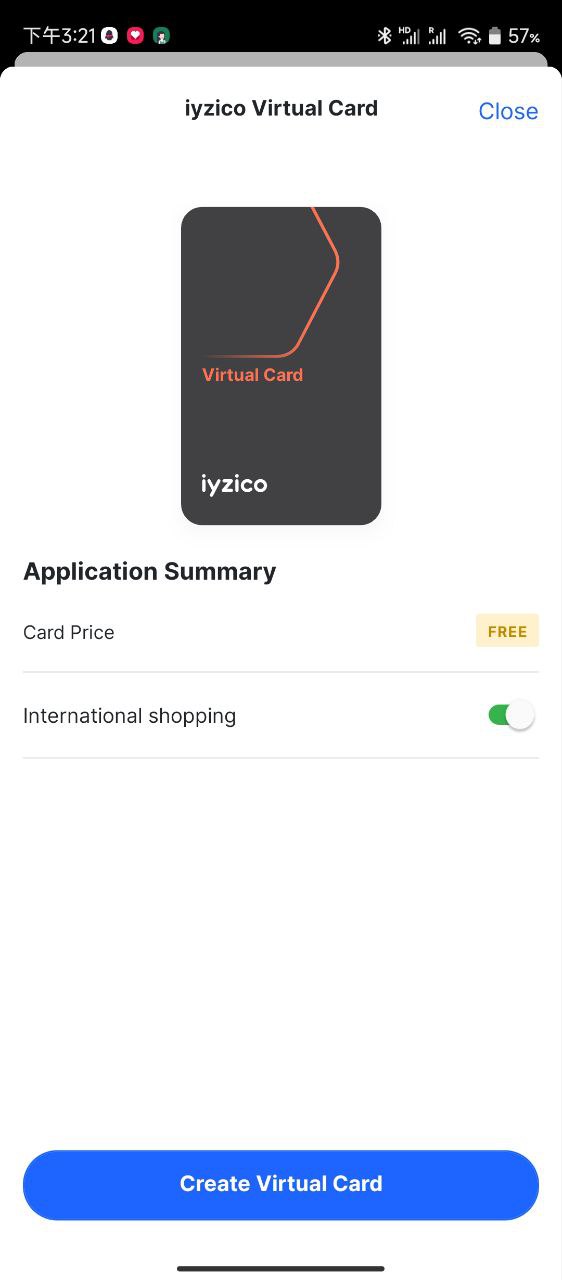 下午3:21 HD R 57%
iyzico Virtual Card Close
Virtual Card
iyzico
Application Summary
Card Price FREE
International shopping
Create Virtual Card